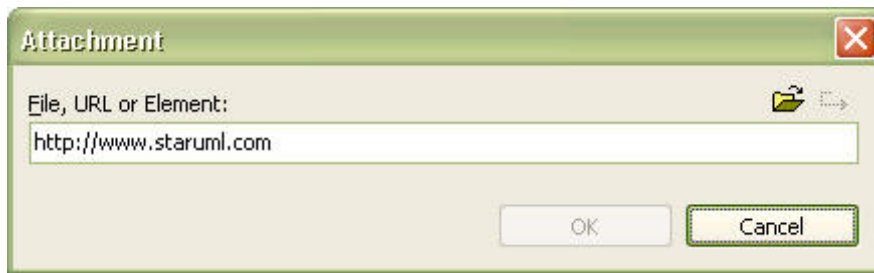 Attachment
File, URL or Element:
http://www.staruml.com
OK
Cancel